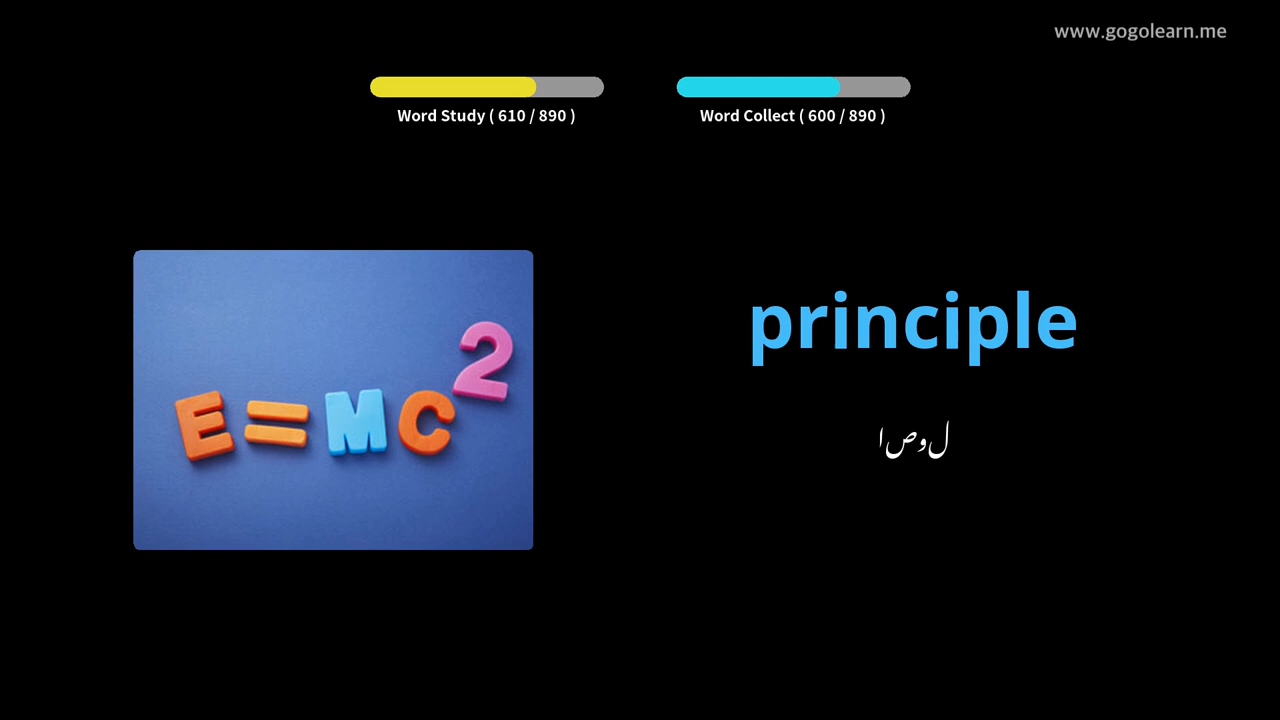 www.gogolearn.me
Word Study ( 610 / 890 )
Word Collect ( 600 / 890 )
E=MC²
principle
اصول